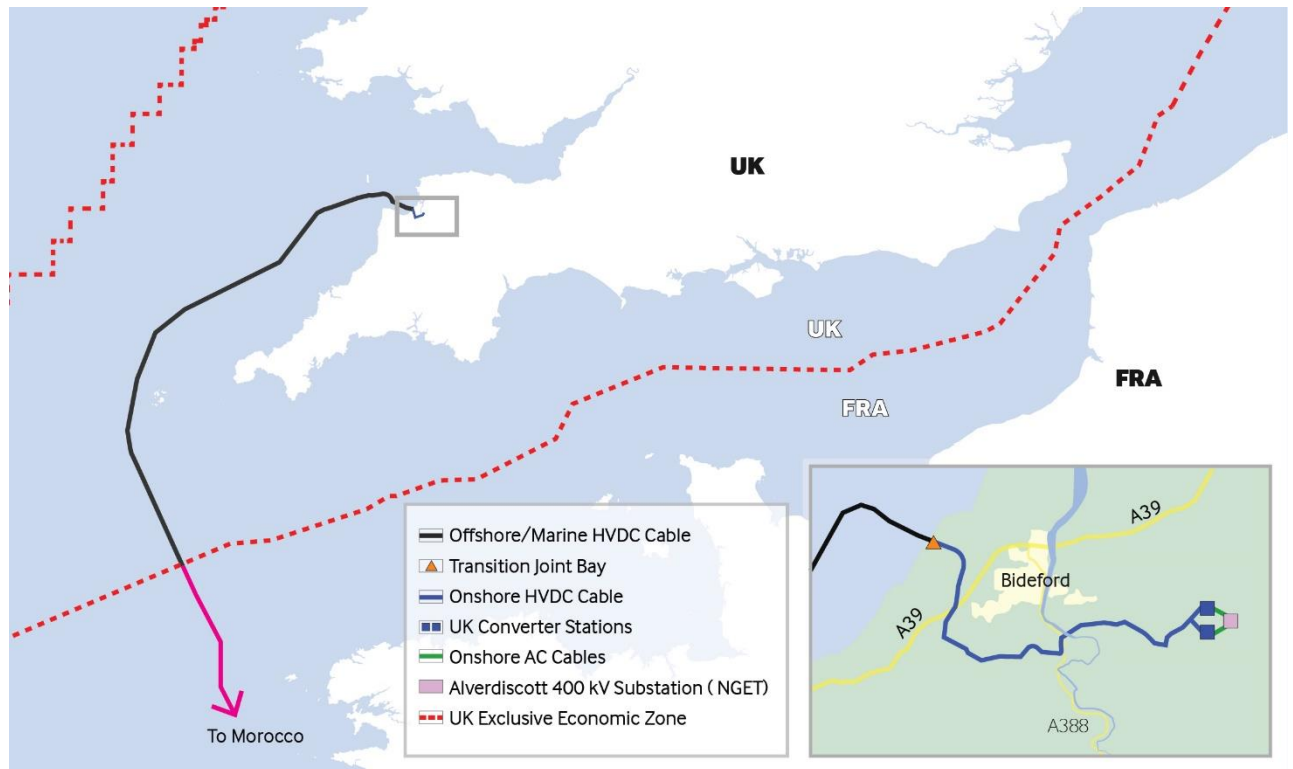 UK
UK
FRA
FRA
To Morocco
Offshore/Marine HVDC Cable
Transition Joint Bay
Onshore HVDC Cable
UK Converter Stations
Onshore AC Cables
Alverdiscott 400 kV Substation ( NGET)
UK Exclusive Economic Zone
A39
Bideford
A39
A388